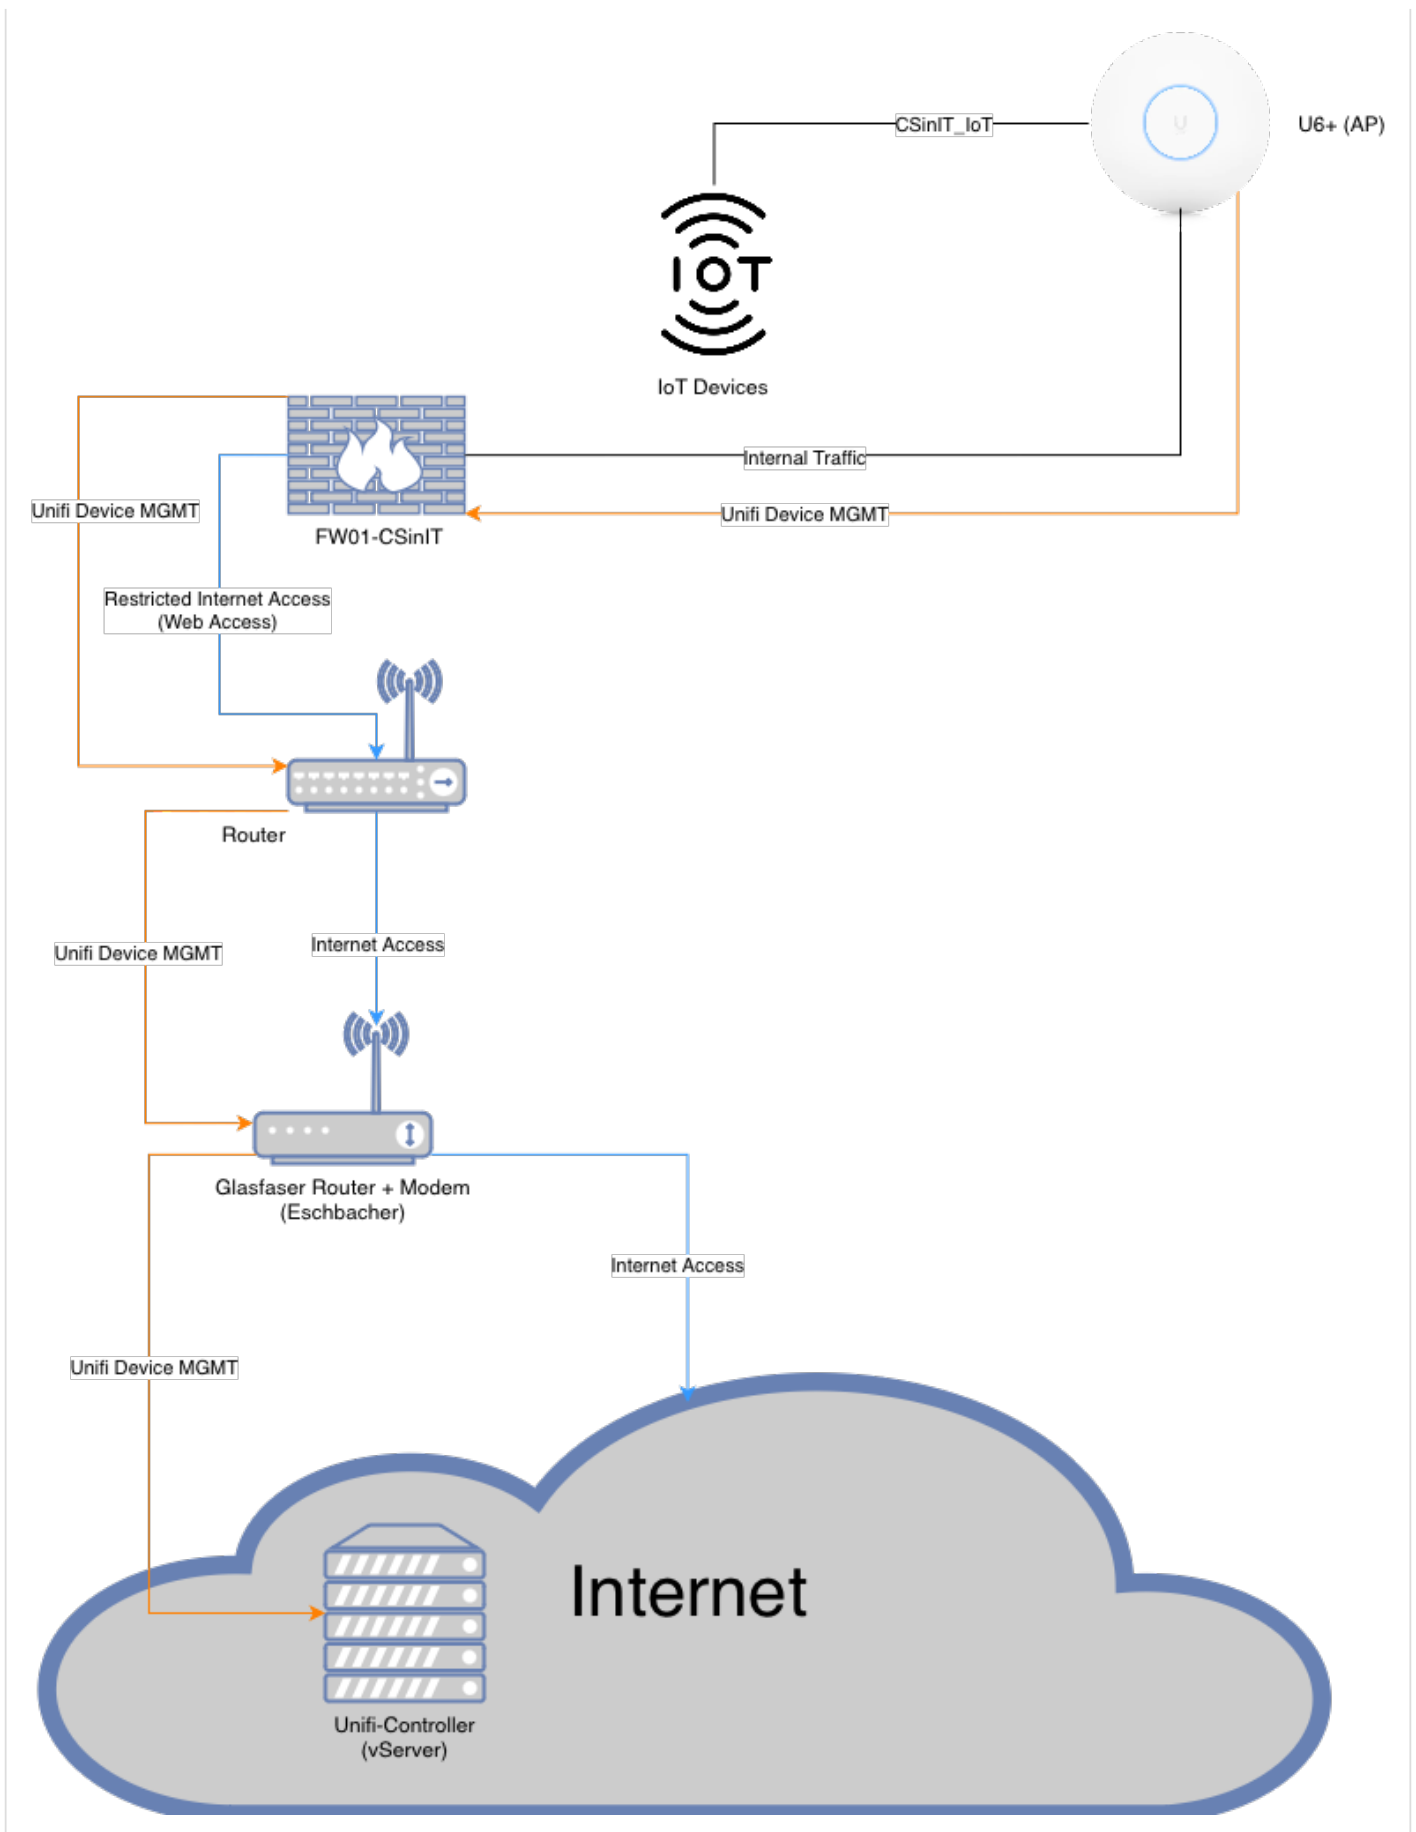 CSinIT_IoT
U6+ (AP)
U
IOT
IoT Devices
Internal Traffic
Unifi Device MGMT
Unifi Device MGMT
FW01-CSinIT
Restricted Internet Access
(Web Access)
Router
Unifi Device MGMT
Internet Access
Glasfaser Router + Modem
(Eschbacher)
Internet Access
Unifi Device MGMT
Internet
Unifi-Controller
(vServer)